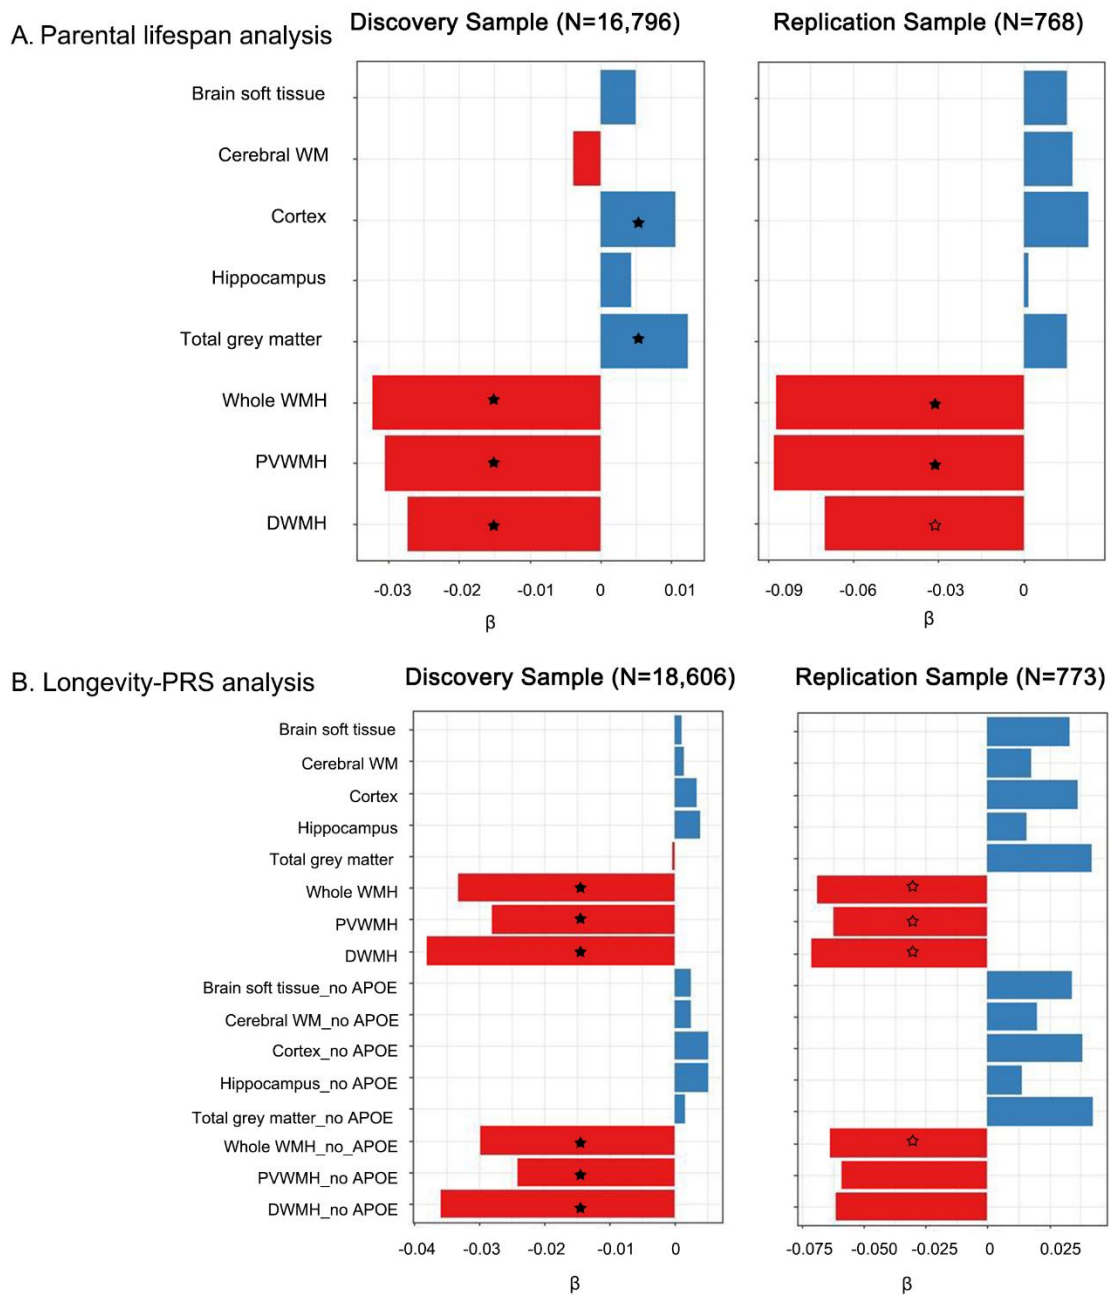 A. Parental lifespan analysis
Discovery Sample (N=16,796)
Replication Sample (N=768)
Brain soft tissue
Cerebral WM
Cortex
Hippocampus
Total grey matter
Whole WMH
PVWMH
DWMH
-0.03 -0.02 -0.01 0 0.01
β
-0.09 -0.06 -0.03 0
β
B. Longevity-PRS analysis
Discovery Sample (N=18,606)
Replication Sample (N=773)
Brain soft tissue
Cerebral WM
Cortex
Hippocampus
Total grey matter
Whole WMH
PVWMH
DWMH
Brain soft tissue_no APOE
Cerebral WM_no APOE
Cortex_no APOE
Hippocampus_no APOE
Total grey matter_no APOE
Whole WMH_no_APOE
PVWMH_no APOE
DWMH_no APOE
-0.04 -0.03 -0.02 -0.01 0
β
-0.075 -0.050 -0.025 0 0.025
β